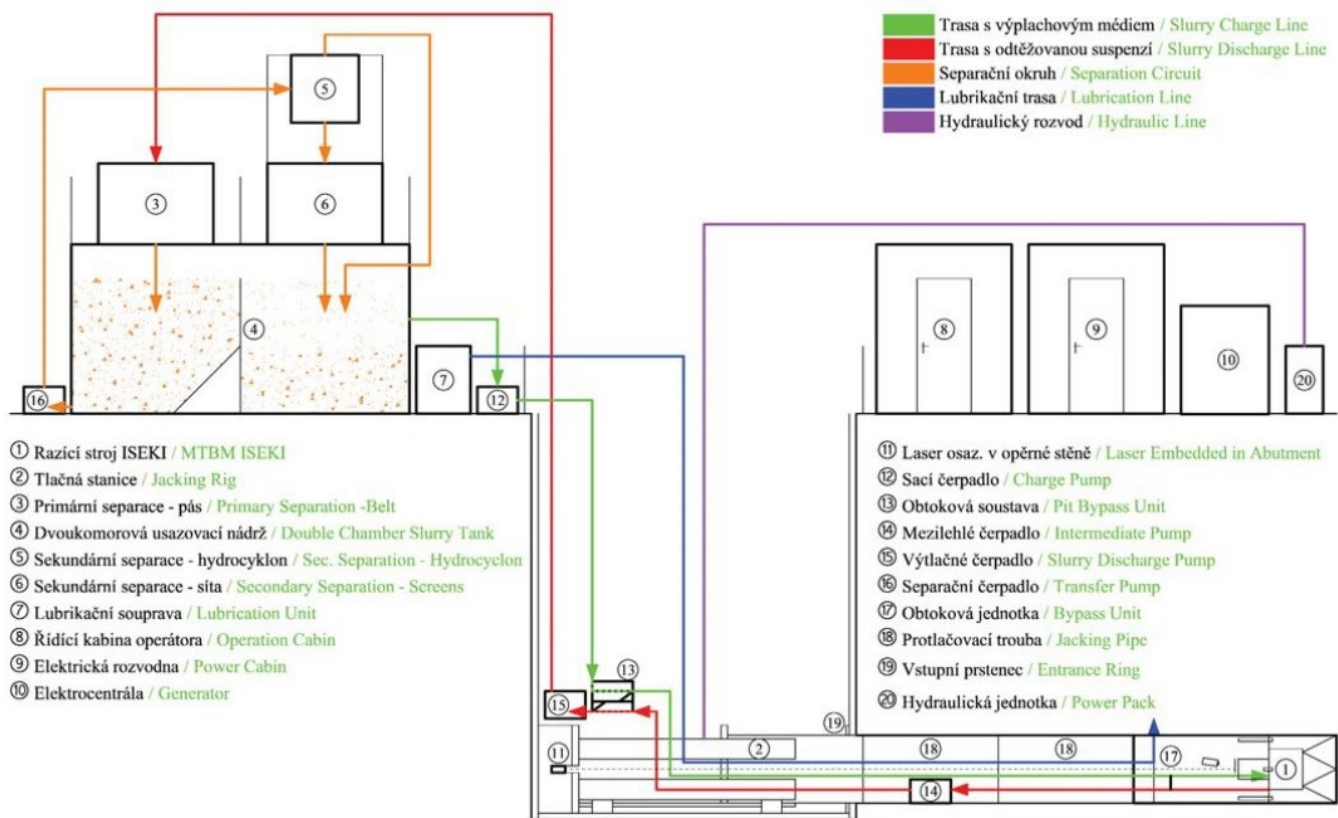 Trasa s výplachovým médiem / Slurry Charge Line
Trasa s odtěžovanou suspenzí / Slurry Discharge Line
Separační okruh / Separation Circuit
Lubrikační trasa / Lubrication Line
Hydraulický rozvod / Hydraulic Line
⑤
③
⑥
④
⑧
⑨
⑩
⑳
⑦
⑯
⑫
① Razící stroj ISEKI / MTBM ISEKI
② Tlačná stanice / Jacking Rig
③ Primární separace - pás / Primary Separation -Belt
④ Dvoukomorová usazovací nádrž / Double Chamber Slurry Tank
⑤ Sekundární separace - hydrocyklon / Sec. Separation - Hydrocyclon
⑥ Sekundární separace - síta / Secondary Separation - Screens
⑦ Lubrikační souprava / Lubrication Unit
⑧ Řídící kabina operátora / Operation Cabin
⑨ Elektrická rozvodna / Power Cabin
⑩ Elektrocentrála / Generator
⑪ Laser osaz. v opěrné stěně / Laser Embedded in Abutment
⑫ Sací čerpadlo / Charge Pump
⑬ Obtoková soustava / Pit Bypass Unit
⑭ Mezilehlé čerpadlo / Intermediate Pump
⑮ Výtlačné čerpadlo / Slurry Discharge Pump
⑯ Separační čerpadlo / Transfer Pump
⑰ Obtoková jednotka / Bypass Unit
⑱ Protlačovací trouba / Jacking Pipe
⑲ Vstupní prstenec / Entrance Ring
⑳ Hydraulická jednotka / Power Pack
⑬
⑮
⑲
⑪
②
⑱
⑱
⑰
①
⑭